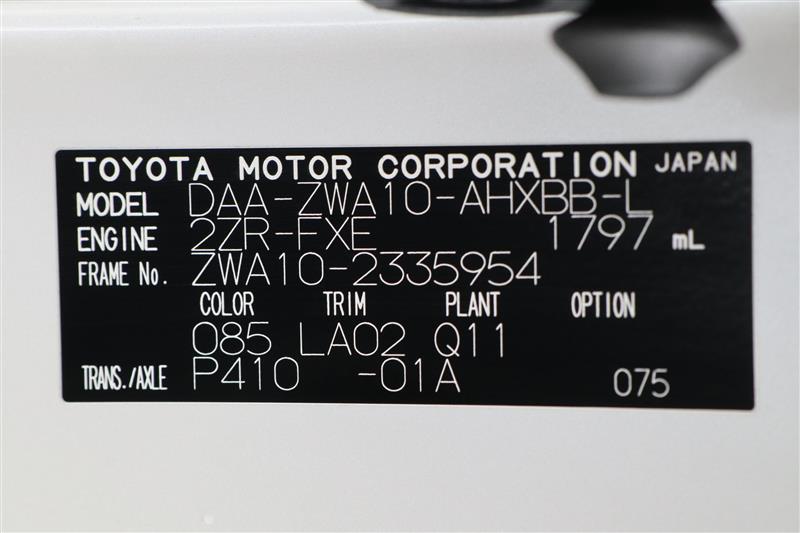 TOYOTA MOTOR CORPORATION JAPAN
MODEL DAA-ZWA10-AHXBB-L
ENGINE 2ZR-FXE 1797 mL
FRAME No. ZWA10-2335954
COLOR TRIM PLANT OPTION
085 LA02 Q11
TRANS./AXLE P410 -01A 075